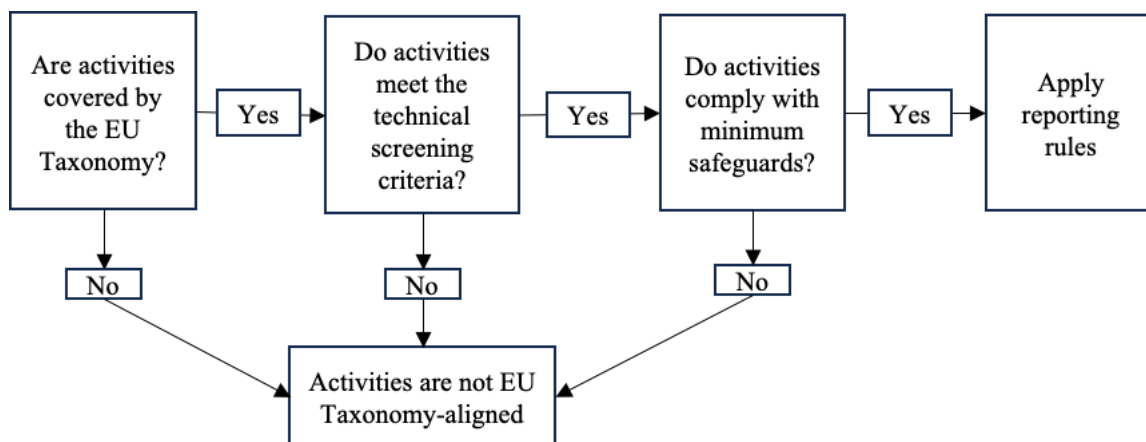 Are activities
covered by
the EU
Taxonomy?
Yes
Do activities
meet the
technical
screening
criteria?
Yes
Do activities
comply with
minimum
safeguards?
Yes
Apply
reporting
rules
No
No
No
Activities are not EU
Taxonomy-aligned